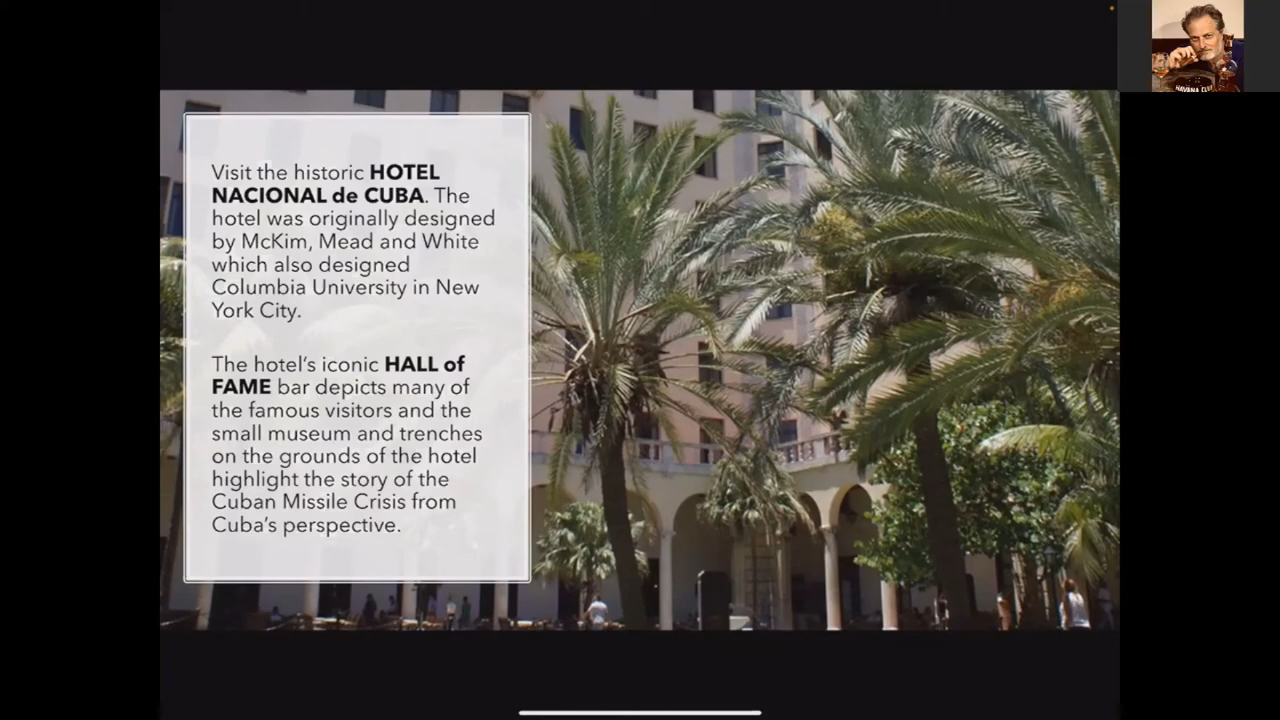 Visit the historic HOTEL
NACIONAL de CUBA. The
hotel was originally designed
by McKim, Mead and White
which also designed
Columbia University in New
York City.
The hotel's iconic HALL of
FAME bar depicts many of
the famous visitors and the
small museum and trenches
on the grounds of the hotel
highlight the story of the
Cuban Missile Crisis from
Cuba's perspective.
HAVANA CLUB